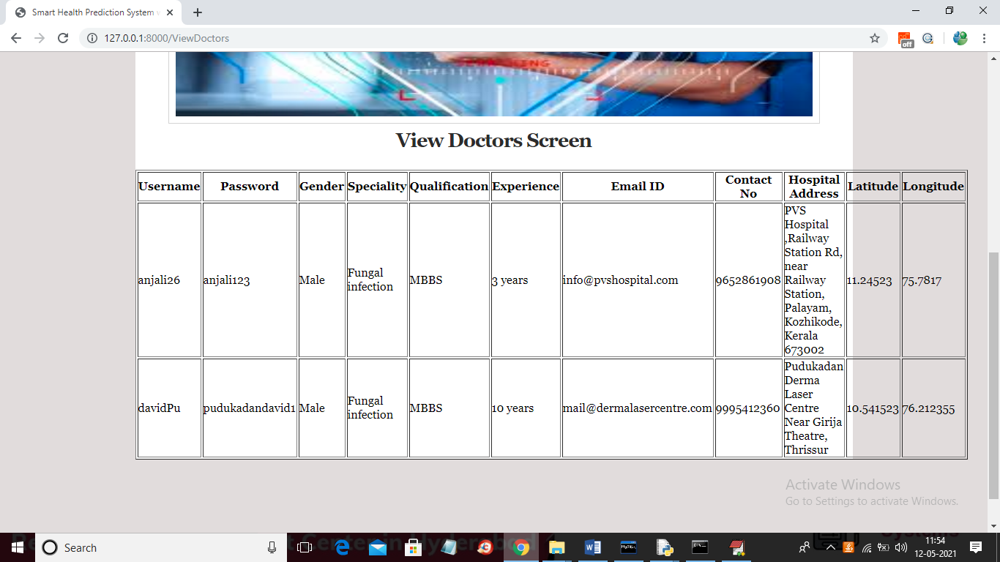 Smart Health Prediction System
127.0.0.1:8000/ViewDoctors
off
View Doctors Screen
Username Password Gender Speciality Qualification Experience Email ID Contact No Hospital Address Latitude Longitude
anjali26 anjali123 Male Fungal infection MBBS 3 years info@pvshospital.com 9652861908 PVS Hospital ,Railway Station Rd, near Railway Station, Palayam, Kozhikode, Kerala 673002 11.24523 75.7817
davidPu pudukadandavid1 Male Fungal infection MBBS 10 years mail@dermalasercentre.com 9995412360 Pudukadan Derma Laser Centre Near Girija Theatre, Thrissur 10.541523 76.212355
Activate Windows
Go to Settings to activate Windows.
Search
11:54
12-05-2021